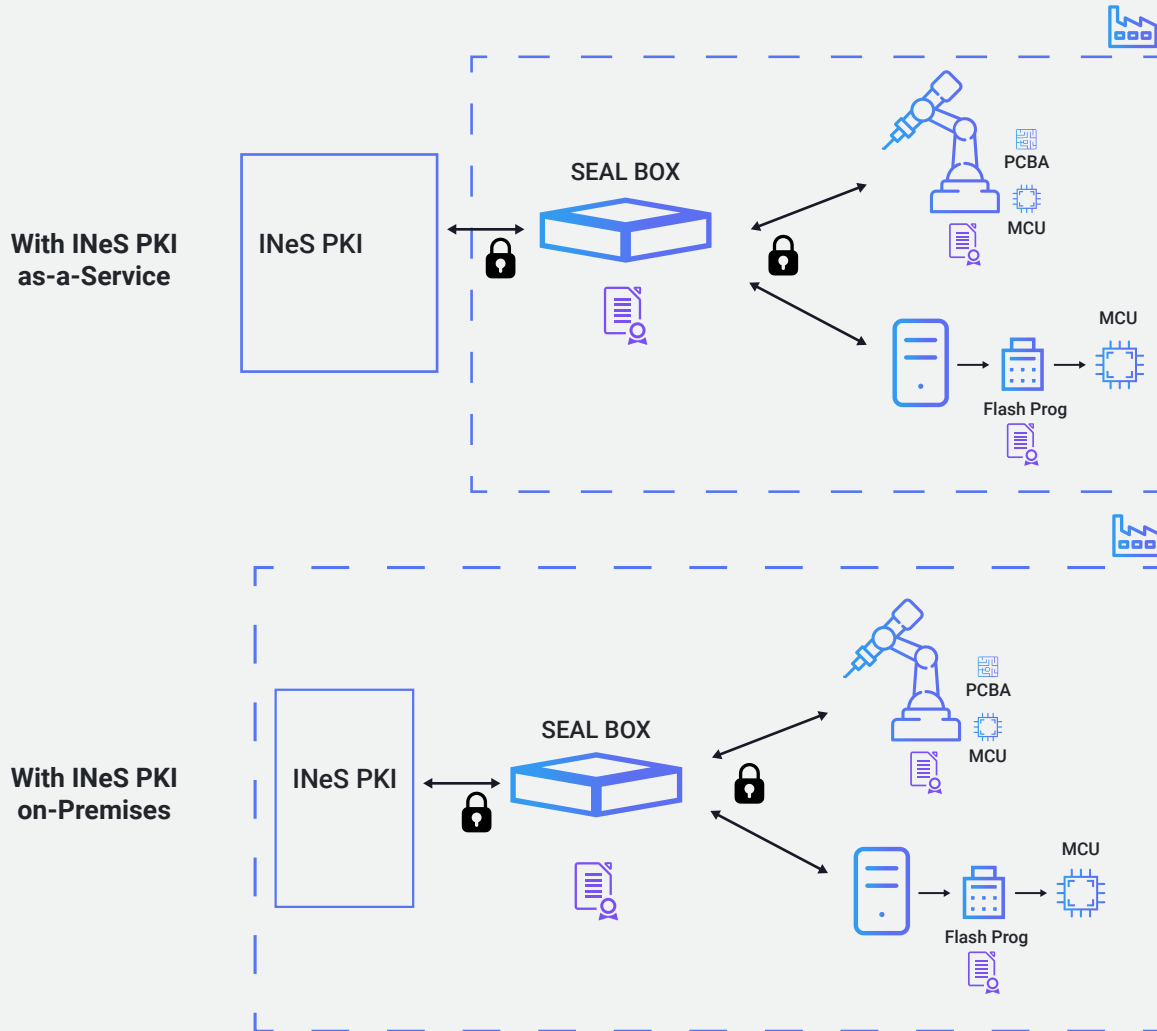 SEAL BOX
PCBA
MCU
With INeS PKI
as-a-Service
INeS PKI
MCU
Flash Prog
SEAL BOX
PCBA
MCU
With INeS PKI
on-Premises
INeS PKI
MCU
Flash Prog